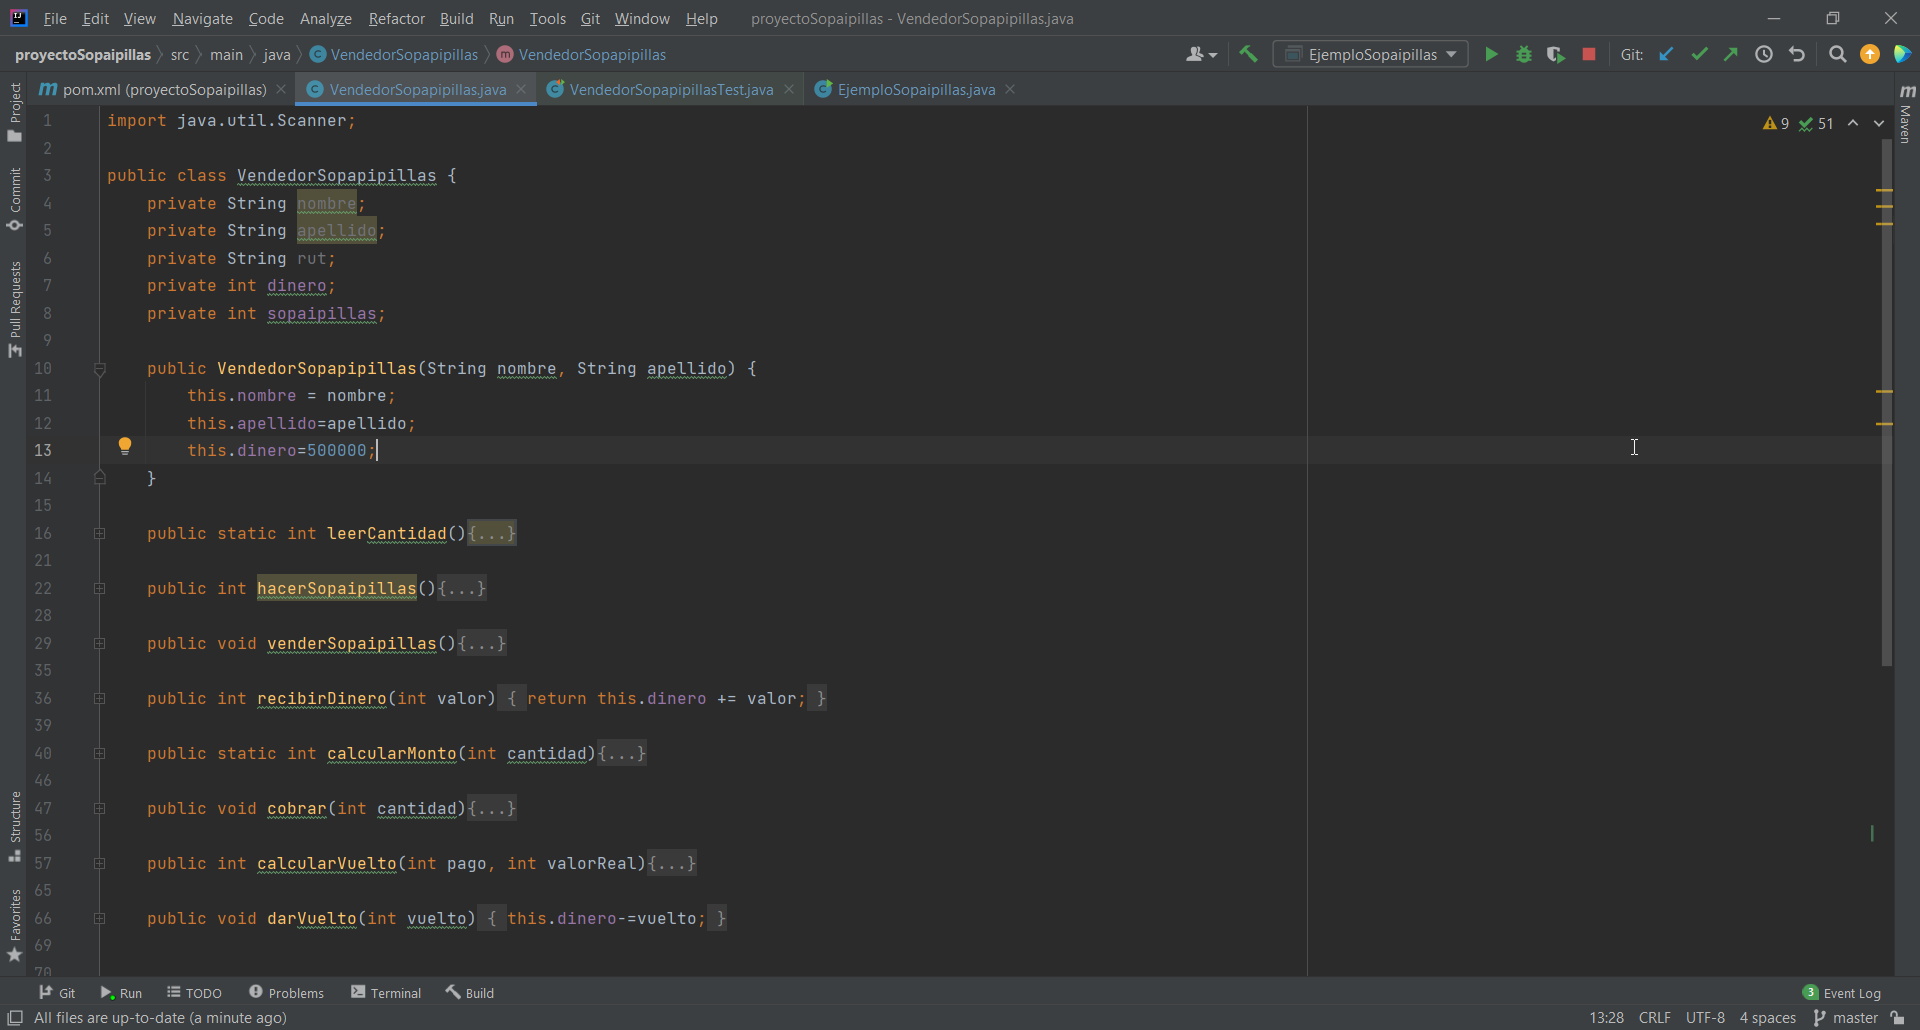 File Edit View Navigate Code Analyze Refactor Build Run Tools Git Window Help proyectoSopaipillas - VendedorSopapipillas.java
proyectoSopaipillas src main java VendedorSopapipillas VendedorSopapipillas EjemploSopaipillas Git:
pom.xml (proyectoSopaipillas) VendedorSopapipillas.java VendedorSopapipillasTest.java EjemploSopaipillas.java
Project
Commit
Pull Requests
Structure
Favorites
Maven
9 51
1 import java.util.Scanner;
2
3 public class VendedorSopapipillas {
4 private String nombre;
5 private String apellido;
6 private String rut;
7 private int dinero;
8 private int sopaipillas;
9
10 public VendedorSopapipillas(String nombre, String apellido) {
11 this.nombre = nombre;
12 this.apellido=apellido;
13 this.dinero=500000;
14 }
15
16 public static int leerCantidad(){...}
21
22 public int hacerSopaipillas(){...}
28
29 public void venderSopaipillas(){...}
35
36 public int recibirDinero(int valor) { return this.dinero += valor; }
39
40 public static int calcularMonto(int cantidad){...}
46
47 public void cobrar(int cantidad){...}
56
57 public int calcularVuelto(int pago, int valorReal){...}
65
66 public void darVuelto(int vuelto) { this.dinero-=vuelto; }
69
70
Git Run TODO Problems Terminal Build 3 Event Log
All files are up-to-date (a minute ago) 13:28 CRLF UTF-8 4 spaces master